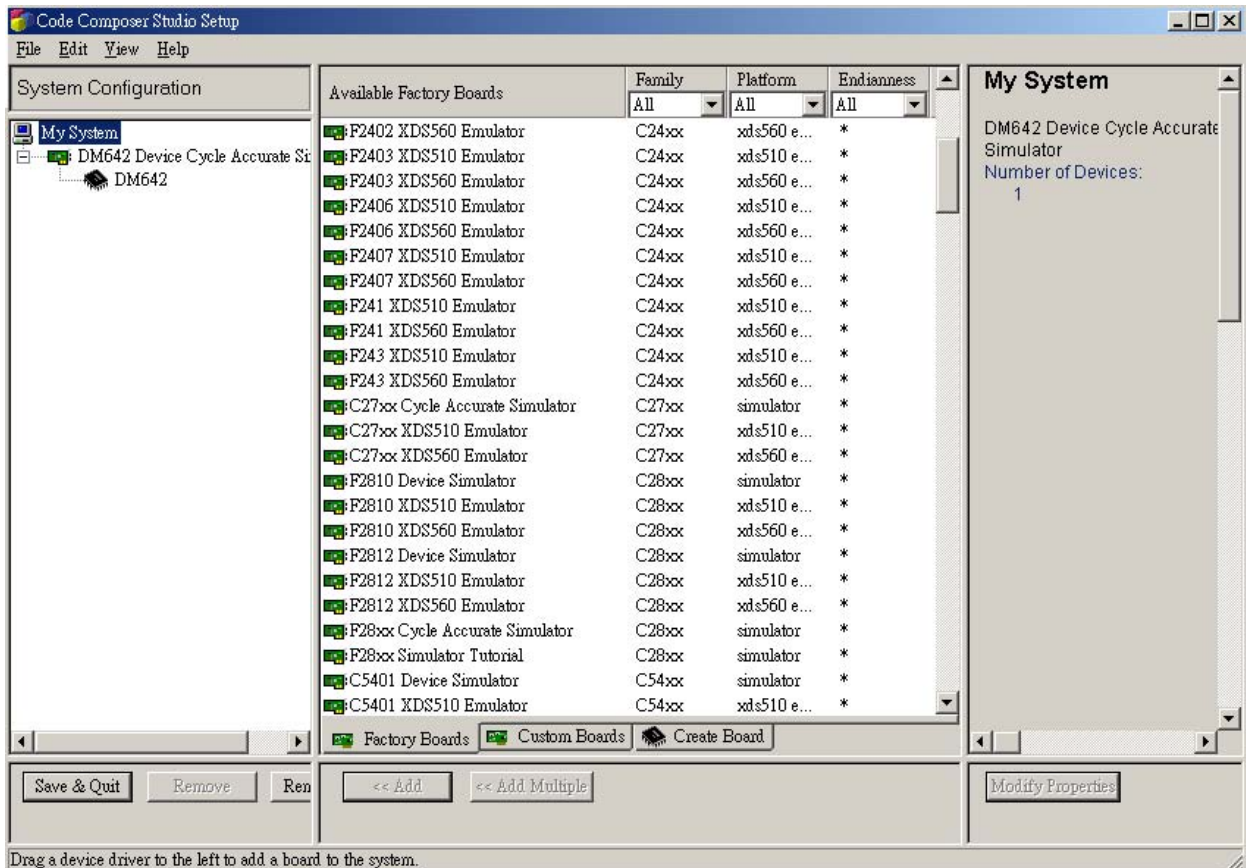 Code Composer Studio Setup
File Edit View Help
System Configuration
My System
DM642 Device Cycle Accurate Si
DM642
Available Factory Boards Family Platform Endianness
All All All
F2402 XDS560 Emulator C24xx xds560 e... *
F2403 XDS510 Emulator C24xx xds510 e... *
F2403 XDS560 Emulator C24xx xds560 e... *
F2406 XDS510 Emulator C24xx xds510 e... *
F2406 XDS560 Emulator C24xx xds560 e... *
F2407 XDS510 Emulator C24xx xds510 e... *
F2407 XDS560 Emulator C24xx xds560 e... *
F241 XDS510 Emulator C24xx xds510 e... *
F241 XDS560 Emulator C24xx xds560 e... *
F243 XDS510 Emulator C24xx xds510 e... *
F243 XDS560 Emulator C24xx xds560 e... *
C27xx Cycle Accurate Simulator C27xx simulator *
C27xx XDS510 Emulator C27xx xds510 e... *
C27xx XDS560 Emulator C27xx xds560 e... *
F2810 Device Simulator C28xx simulator *
F2810 XDS510 Emulator C28xx xds510 e... *
F2810 XDS560 Emulator C28xx xds560 e... *
F2812 Device Simulator C28xx simulator *
F2812 XDS510 Emulator C28xx xds510 e... *
F2812 XDS560 Emulator C28xx xds560 e... *
F28xx Cycle Accurate Simulator C28xx simulator *
F28xx Simulator Tutorial C28xx simulator *
C5401 Device Simulator C54xx simulator *
C5401 XDS510 Emulator C54xx xds510 e... *
Factory Boards Custom Boards Create Board
My System
DM642 Device Cycle Accurate
Simulator
Number of Devices:
1
Save & Quit Remove Ren
<< Add << Add Multiple
Modify Properties
Drag a device driver to the left to add a board to the system.